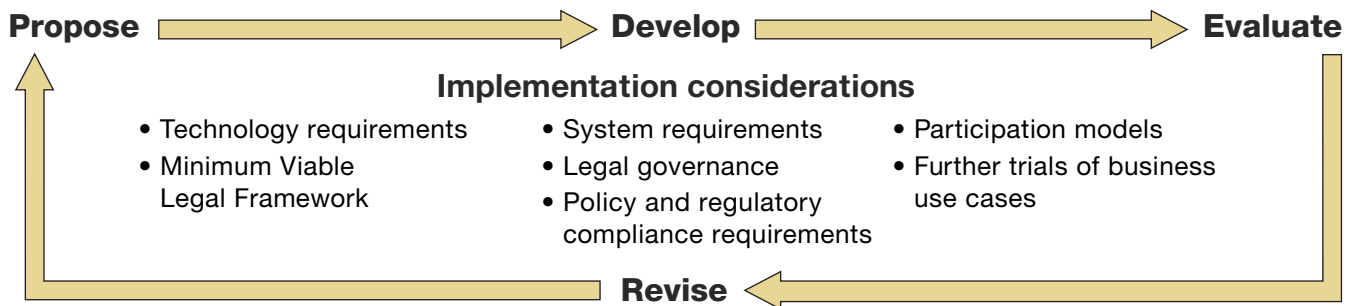 Propose Develop Evaluate
Implementation considerations
• Technology requirements
• Minimum Viable
Legal Framework
• System requirements
• Legal governance
• Policy and regulatory
compliance requirements
• Participation models
• Further trials of business
use cases
Revise